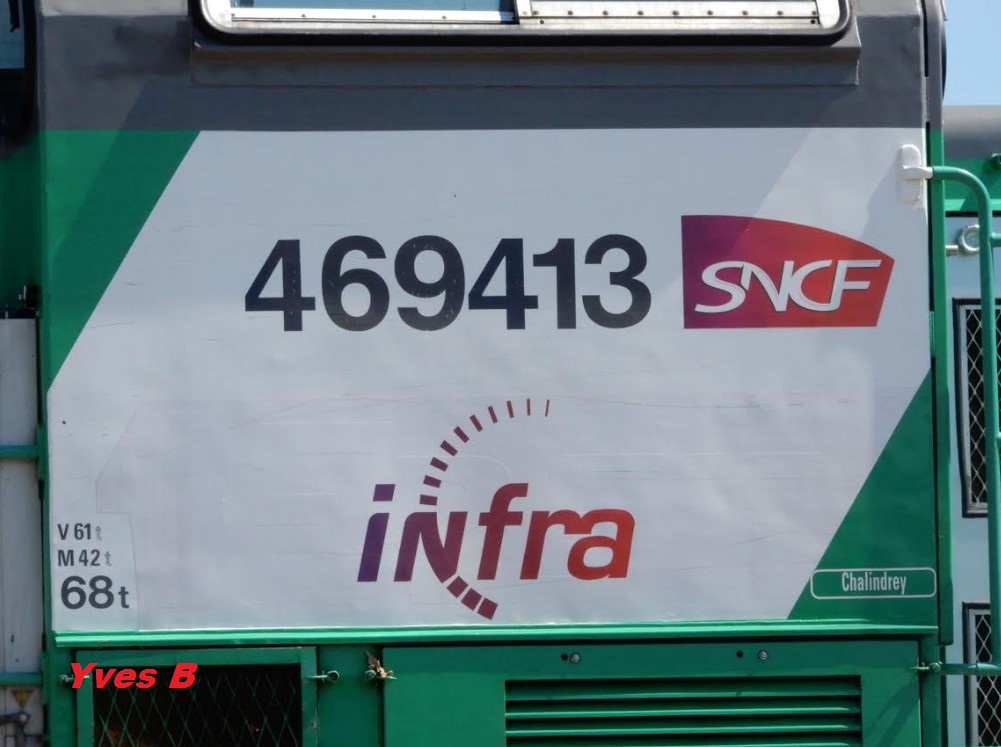 469413 SNCF
infra
V 61 t
M 42 t
68 t
Chalindrey
Yves B